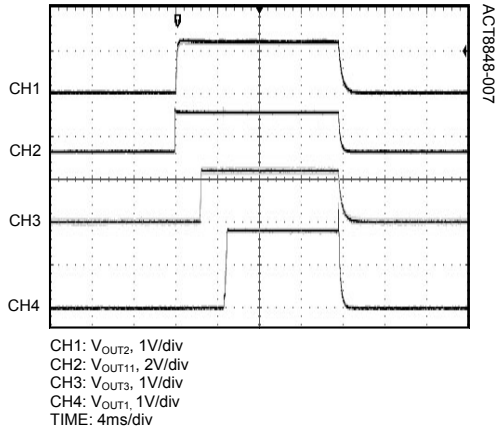 ACT8848-007
CH1
CH2
CH3
CH4
CH1: VOUT2, 1V/div
CH2: VOUT11, 2V/div
CH3: VOUT3, 1V/div
CH4: VOUT1, 1V/div
TIME: 4ms/div